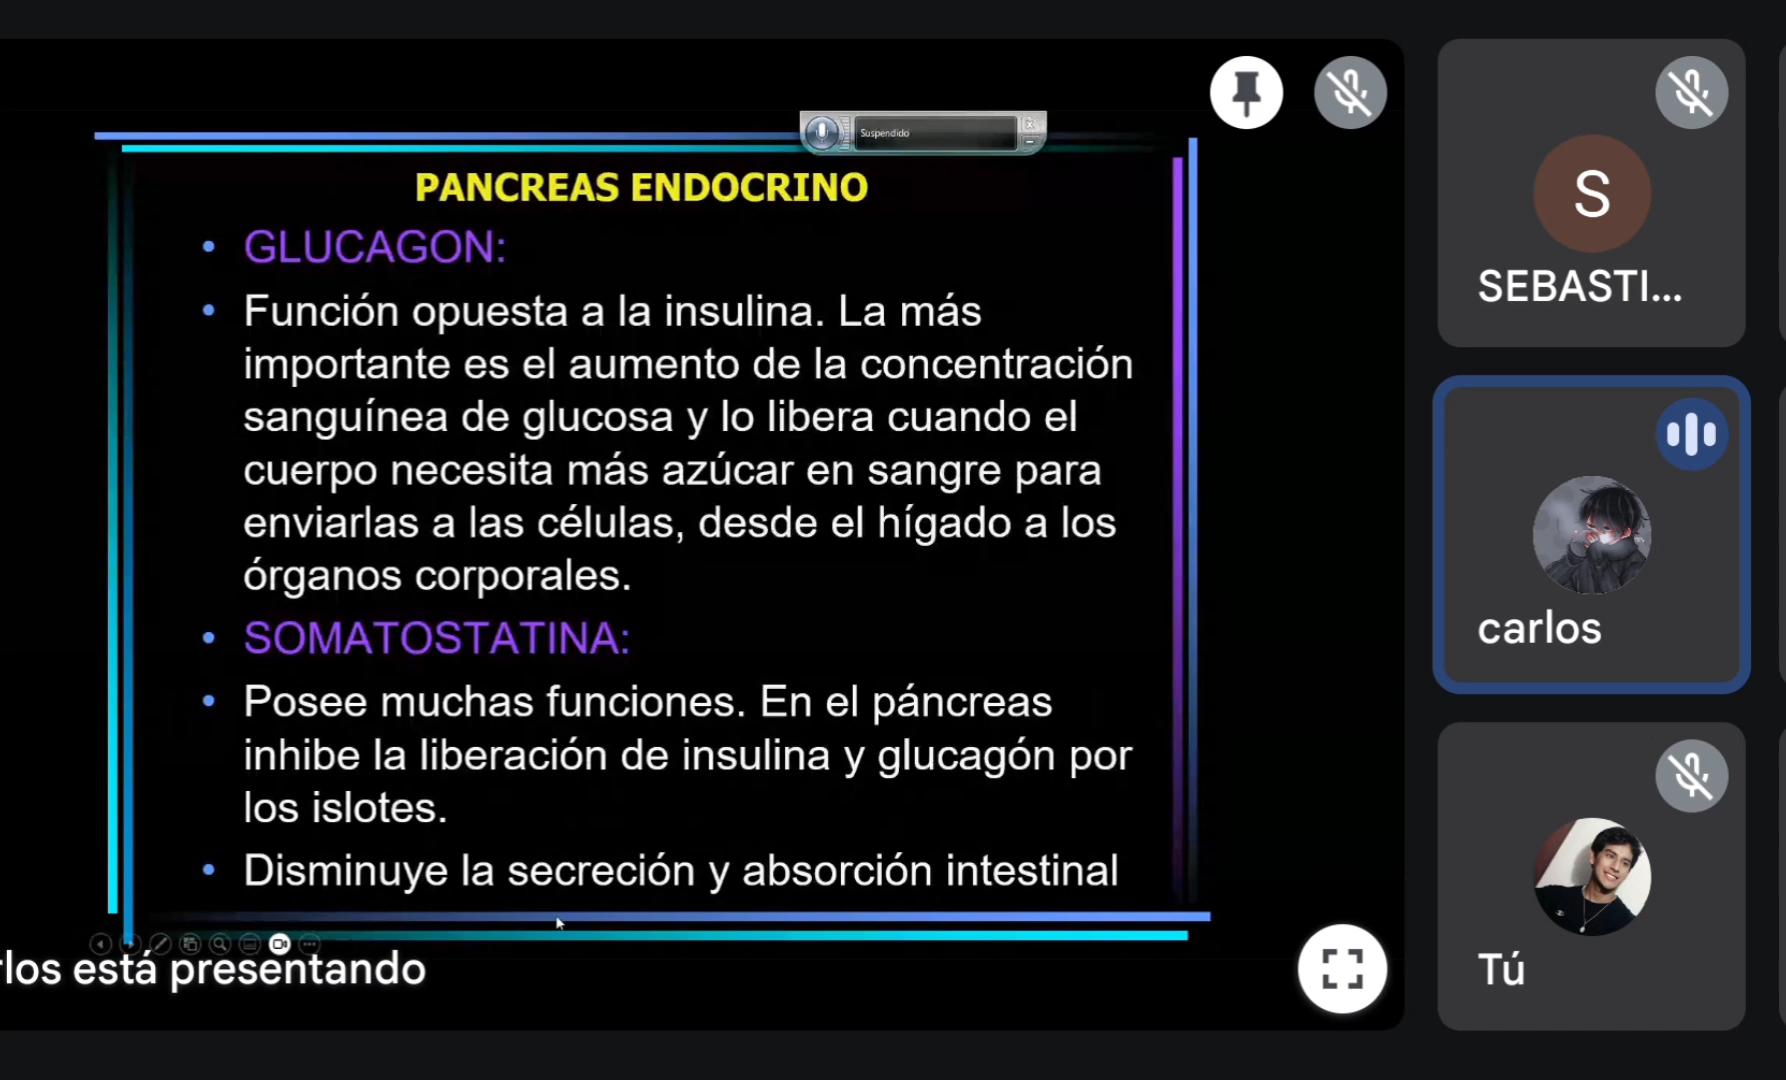 Suspendido
PANCREAS ENDOCRINO
• GLUCAGON:
• Función opuesta a la insulina. La más
importante es el aumento de la concentración
sanguínea de glucosa y lo libera cuando el
cuerpo necesita más azúcar en sangre para
enviarlas a las células, desde el hígado a los
órganos corporales.
• SOMATOSTATINA:
• Posee muchas funciones. En el páncreas
inhibe la liberación de insulina y glucagón por
los islotes.
• Disminuye la secreción y absorción intestinal
rlos está presentando
S
SEBASTI...
carlos
Tú